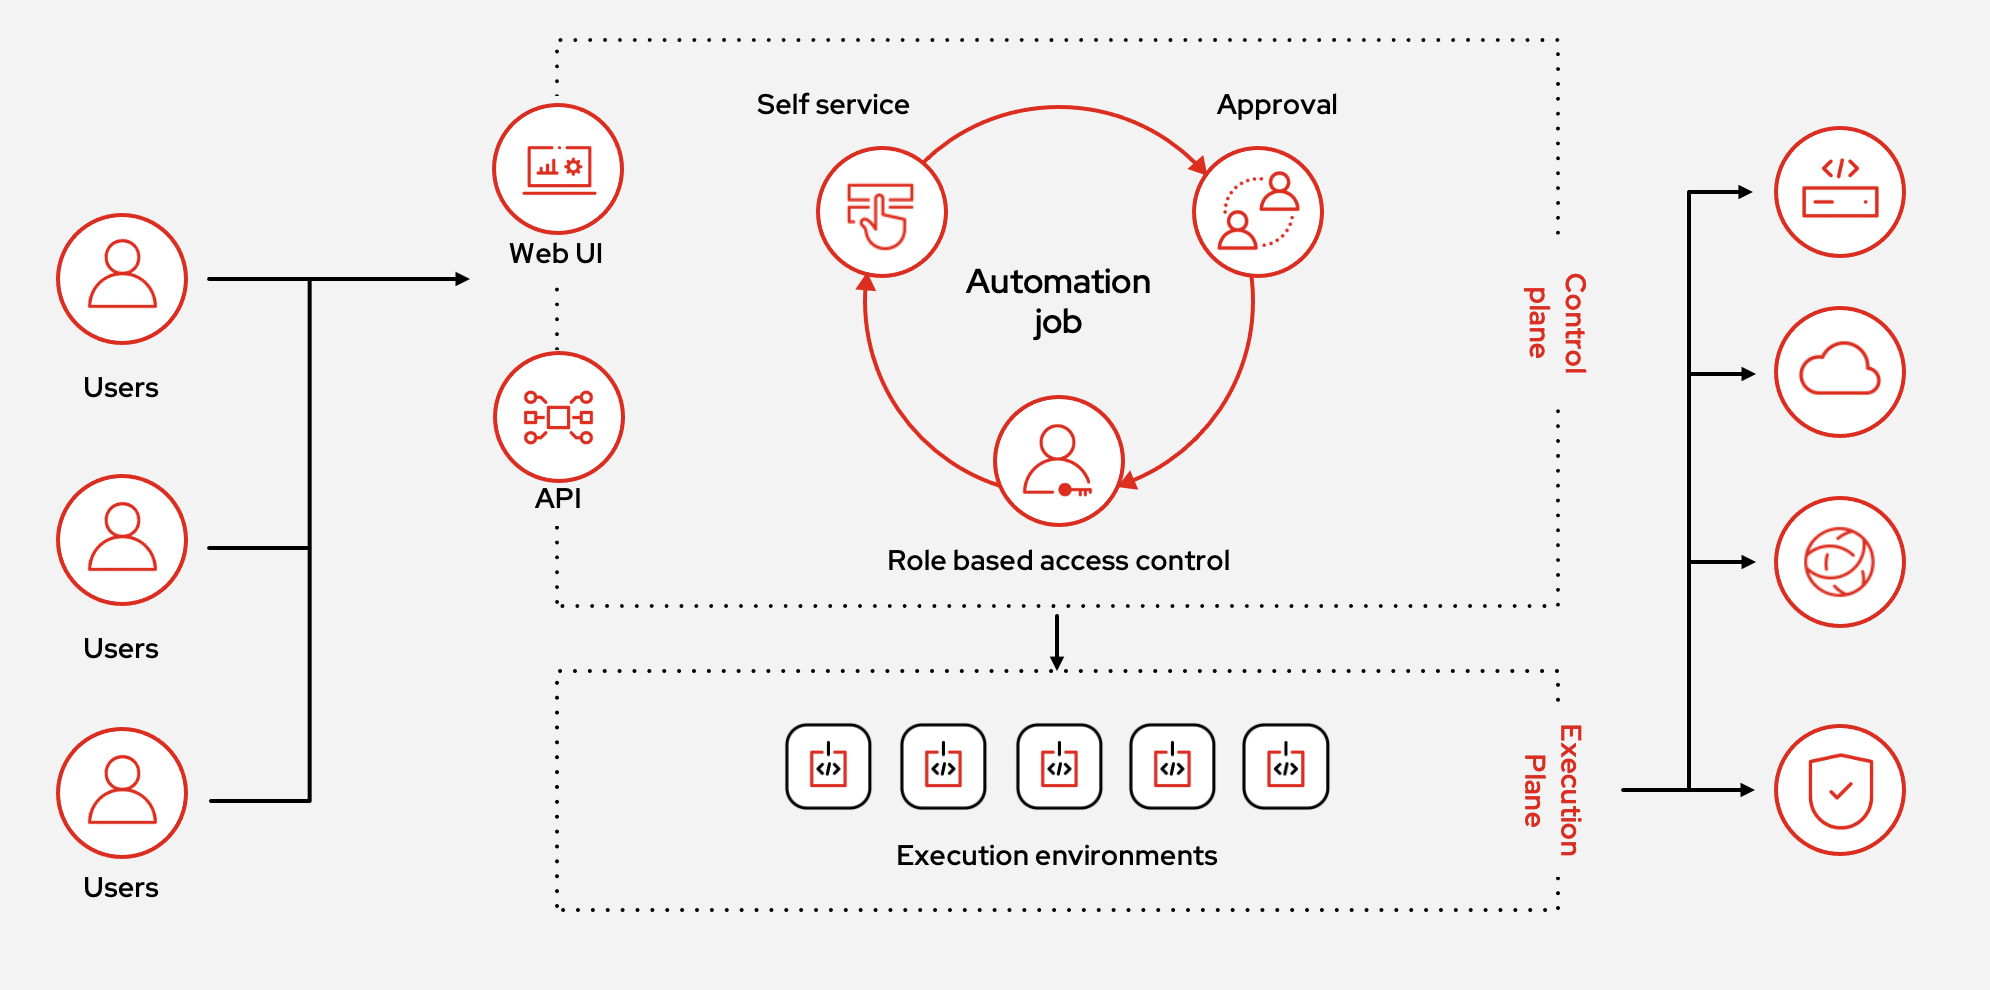 Self service
Approval
Web UI
Automation
job
Control
plane
Users
API
Role based access control
Users
Execution
Plane
Execution environments
Users